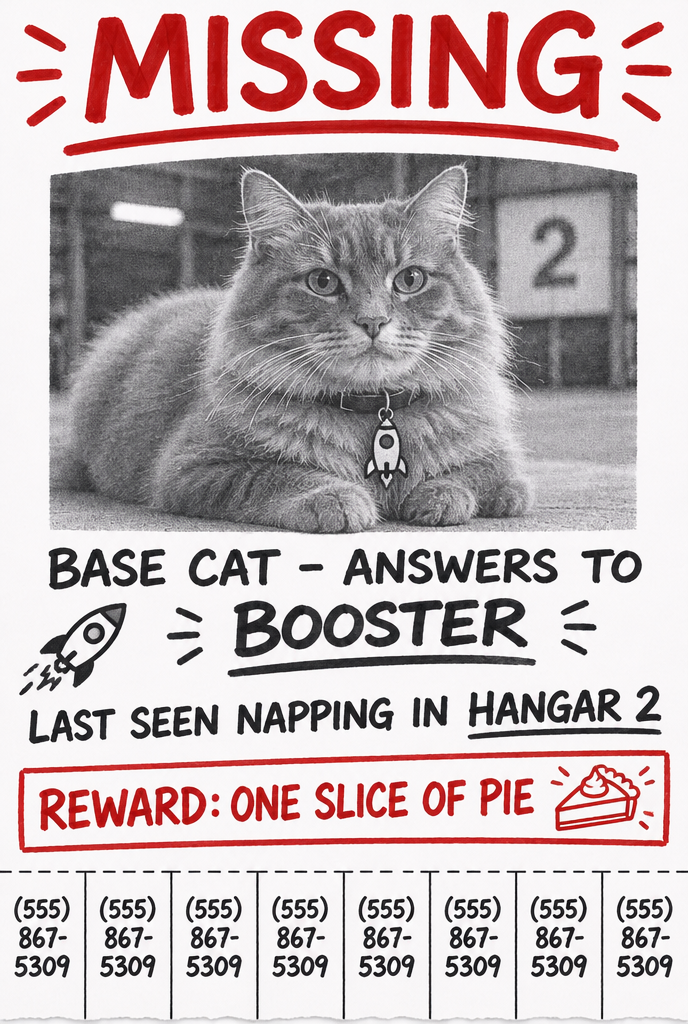 MISSING
2
BASE CAT – ANSWERS TO
BOOSTER
LAST SEEN NAPPING IN HANGAR 2
REWARD: ONE SLICE OF PIE
(555) 867-5309
(555) 867-5309
(555) 867-5309
(555) 867-5309
(555) 867-5309
(555) 867-5309
(555) 867-5309
(555) 867-5309